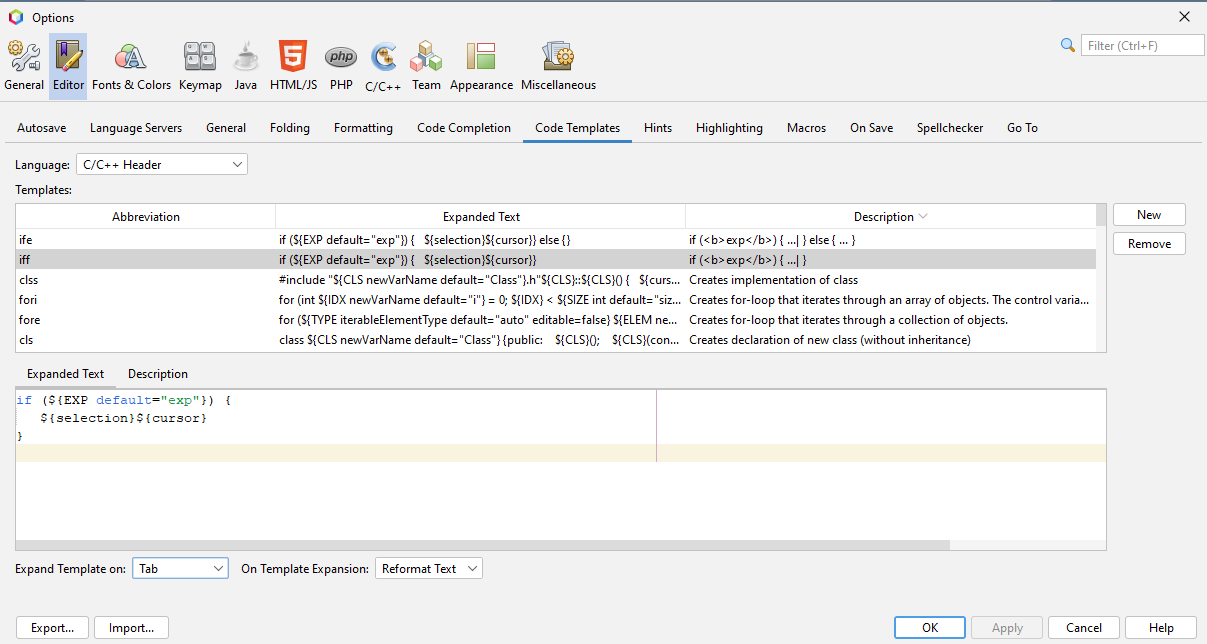 Options
General Editor Fonts & Colors Keymap Java HTML/JS PHP C/C++ Team Appearance Miscellaneous
php
Filter (Ctrl+F)
Autosave Language Servers General Folding Formatting Code Completion Code Templates Hints Highlighting Macros On Save Spellchecker Go To
Language: C/C++ Header
Templates:
Abbreviation Expanded Text Description
ife if (${EXP default="exp"}) { ${selection}${cursor}} else {} if (<b>exp</b>) { ...| } else { ... }
iff if (${EXP default="exp"}) { ${selection}${cursor}} if (<b>exp</b>) { ...| }
clss #include "${CLS newVarName default="Class"}.h"${CLS}::${CLS}() { ${curs... Creates implementation of class
fori for (int ${IDX newVarName default="i"} = 0; ${IDX} < ${SIZE int default="siz... Creates for-loop that iterates through an array of objects. The control varia...
fore for (${TYPE iterableElementType default="auto" editable=false} ${ELEM ne... Creates for-loop that iterates through a collection of objects.
cls class ${CLS newVarName default="Class"} {public: ${CLS}(); ${CLS}(con... Creates declaration of new class (without inheritance)
New
Remove
Expanded Text Description
if (${EXP default="exp"}) {
${selection}${cursor}
}
Expand Template on: Tab On Template Expansion: Reformat Text
Export... Import... OK Apply Cancel Help